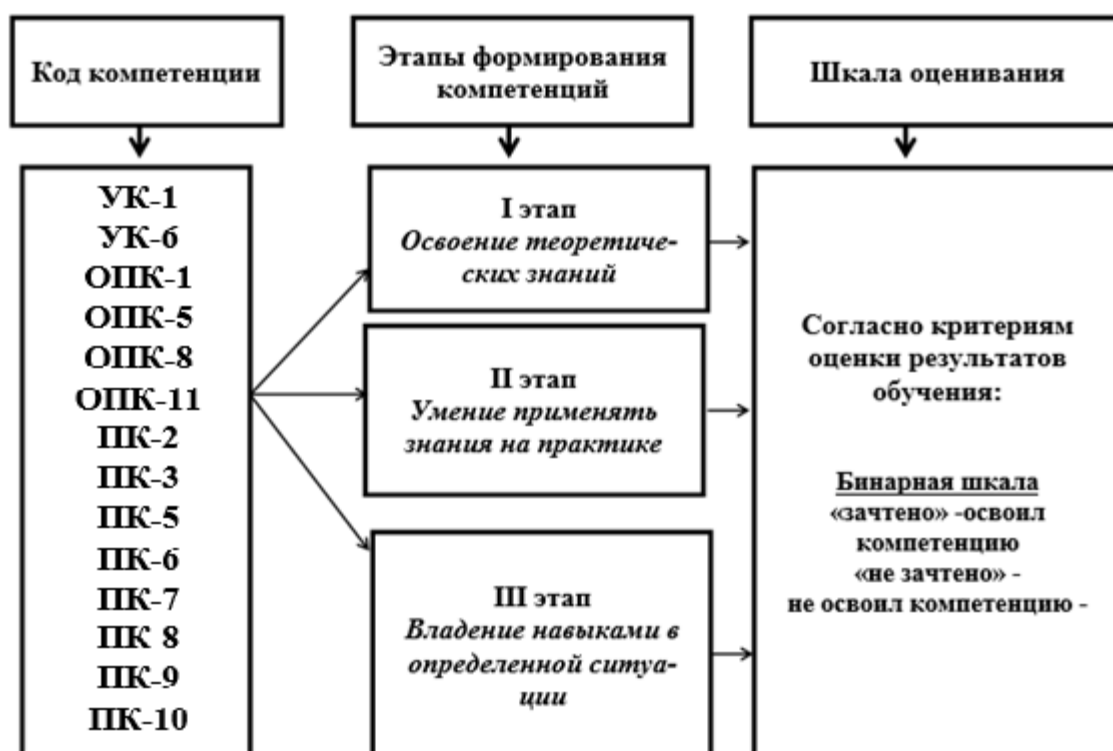 Код компетенции
Этапы формирования
компетенций
Шкала оценивания
УК-1
УК-6
ОПК-1
ОПК-5
ОПК-8
ОПК-11
ПК-2
ПК-3
ПК-5
ПК-6
ПК-7
ПК 8
ПК-9
ПК-10
I этап
Освоение теоретиче-
ских знаний
II этап
Умение применять
знания на практике
III этап
Владение навыками в
определенной ситуа-
ции
Согласно критериям
оценки результатов
обучения:
Бинарная шкала
«зачтено» -освоил
компетенцию
«не зачтено» -
не освоил компетенцию -